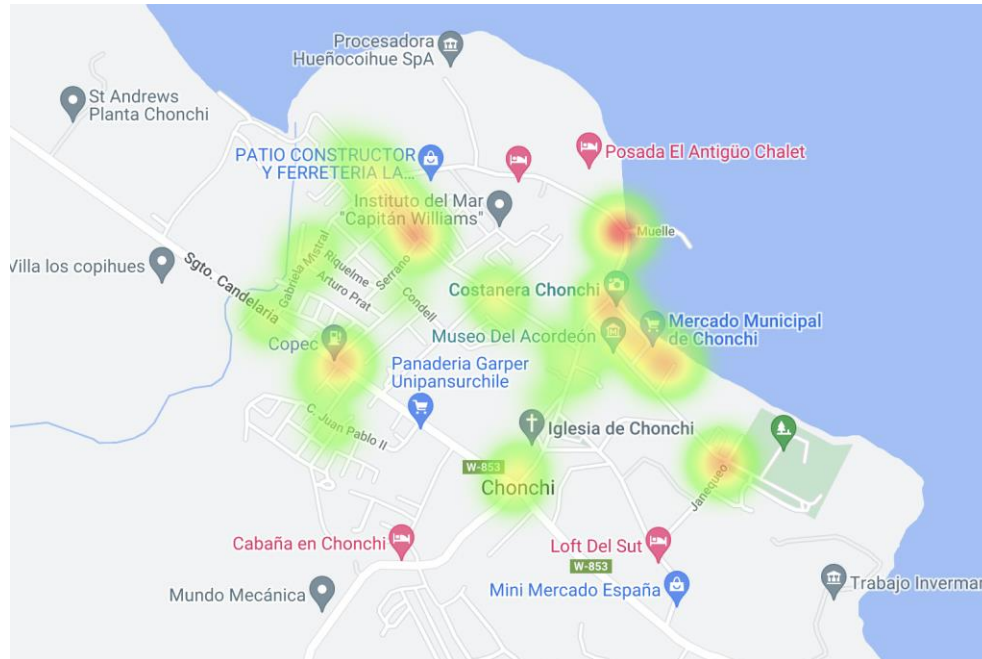 Procesadora
Hueñocoihue SpA
St Andrews
Planta Chonchi
PATIO CONSTRUCTOR
Y FERRETERIA LA...
Posada El Antigüo Chalet
Instituto del Mar
"Capitán Williams"
Muelle
Villa los copihues
Sgto. Candelaria
Gabriela Mistral
Riquelme
Arturo Prat
Serrano
Condell
Costanera Chonchi
Mercado Municipal
de Chonchi
Museo Del Acordeón
Copec
Panaderia Garper
Unipansurchile
C. Juan Pablo II
Iglesia de Chonchi
W-853
Chonchi
Janequeo
Cabaña en Chonchi
Loft Del Sut
W-853
Mundo Mecánica
Mini Mercado España
Trabajo Invermar